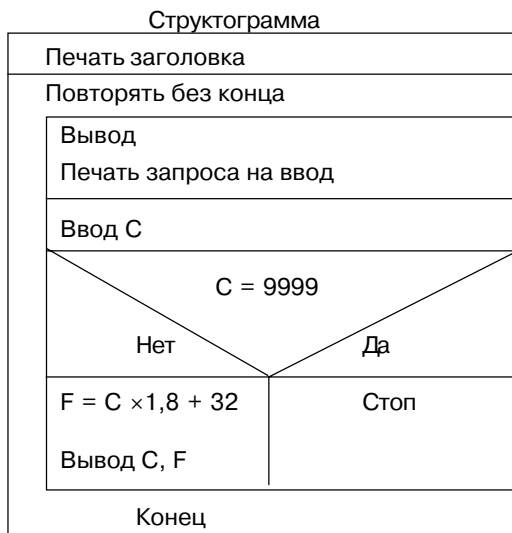 Структограмма
Печать заголовка
Повторять без конца
Вывод
Печать запроса на ввод
Ввод С
С = 9999
Нет Да
F = C ×1,8 + 32 Стоп
Вывод C, F
Конец